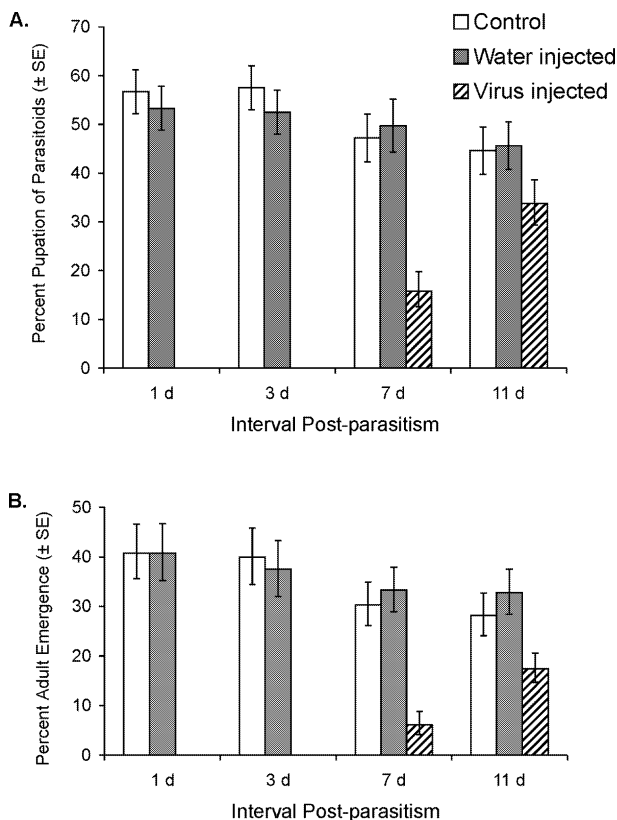 A.
Percent Pupation of Parasitoids (± SE)
70
60
50
40
30
20
10
0
Control
Water injected
Virus injected
1 d
3 d
7 d
11 d
Interval Post-parasitism
B.
Percent Adult Emergence (± SE)
50
40
30
20
10
0
1 d
3 d
7 d
11 d
Interval Post-parasitism